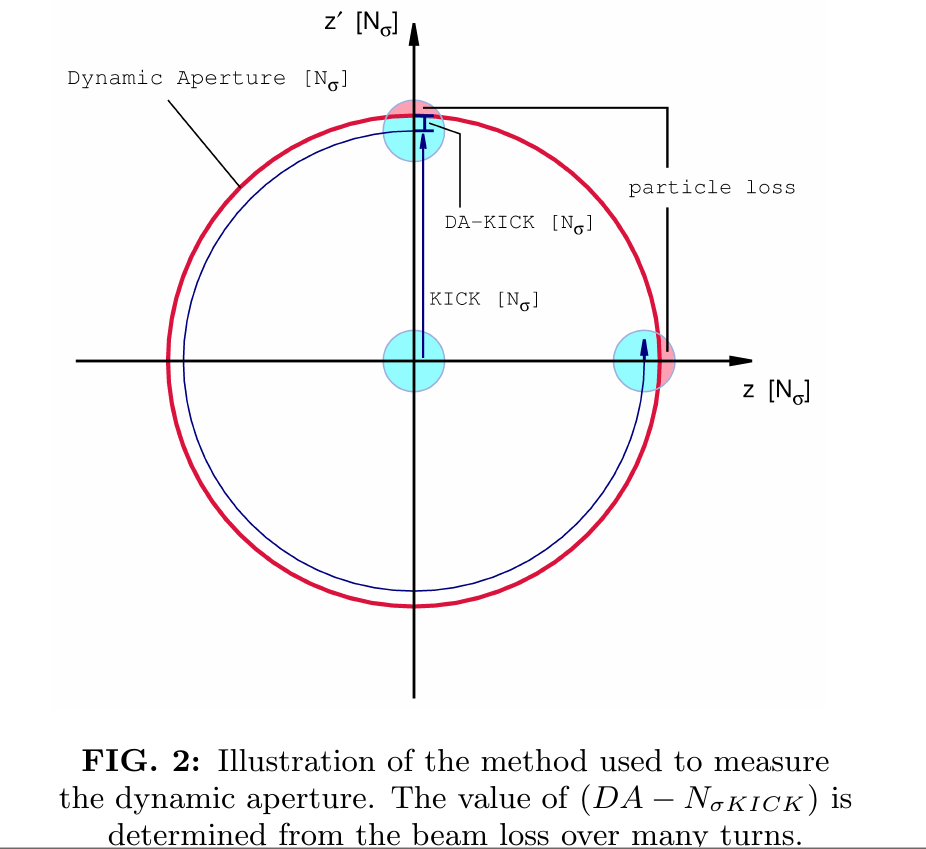 z′ [Nσ]
Dynamic Aperture [Nσ]
particle loss
DA-KICK [Nσ]
KICK [Nσ]
z [Nσ]
FIG. 2: Illustration of the method used to measure
the dynamic aperture. The value of (DA − NσKICK) is
determined from the beam loss over many turns.